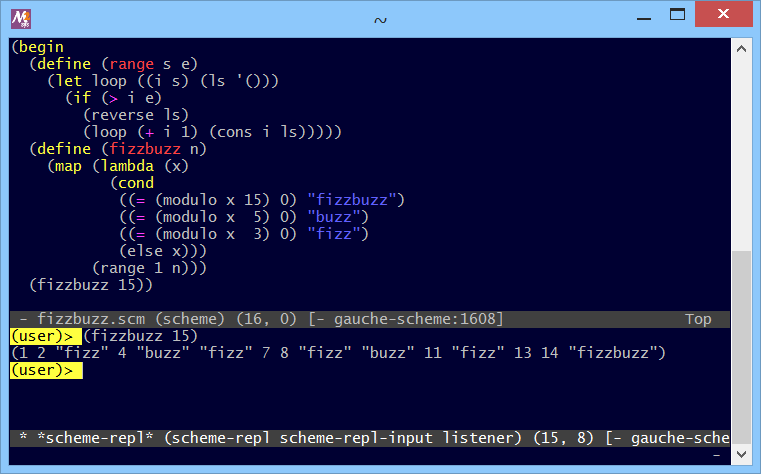 ~
(begin
  (define (range s e)
    (let loop ((i s) (ls '()))
      (if (> i e)
        (reverse ls)
        (loop (+ i 1) (cons i ls)))))
  (define (fizzbuzz n)
    (map (lambda (x)
           (cond
            ((= (modulo x 15) 0) "fizzbuzz")
            ((= (modulo x  5) 0) "buzz")
            ((= (modulo x  3) 0) "fizz")
            (else x)))
         (range 1 n)))
  (fizzbuzz 15))
 - fizzbuzz.scm (scheme) (16, 0) [- gauche-scheme:1608] Top
(user)> (fizzbuzz 15)
(1 2 "fizz" 4 "buzz" "fizz" 7 8 "fizz" "buzz" 11 "fizz" 13 14 "fizzbuzz")
(user)>
 * *scheme-repl* (scheme-repl scheme-repl-input listener) (15, 8) [- gauche-sche
-